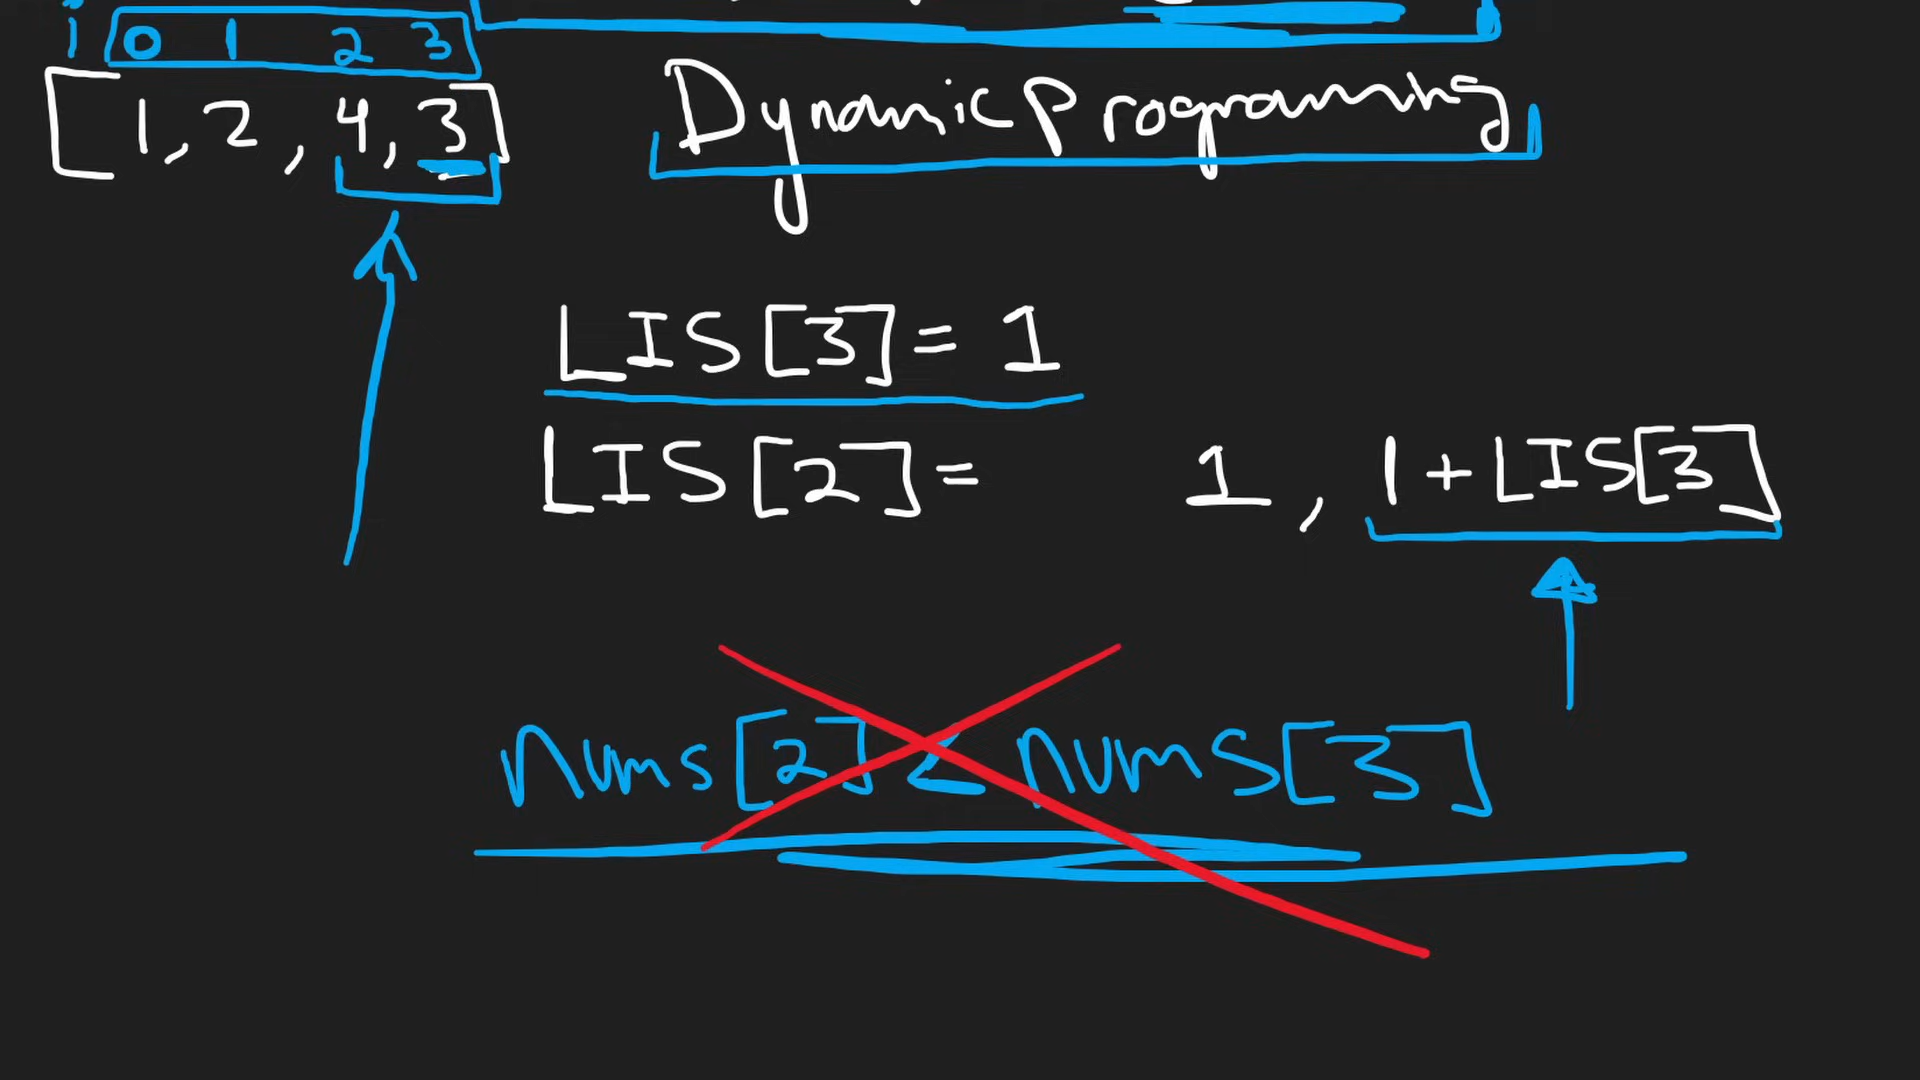 i 0 1 2 3
[1, 2, 4, 3]
Dynamic Programing
LIS[3] = 1
LIS[2] = 1, 1 + LIS[3]
nums[2] < nums[3]